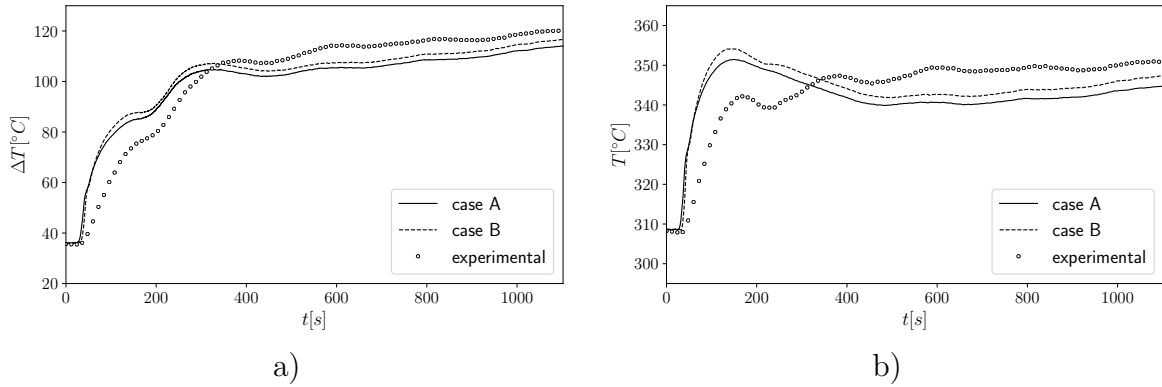 120
100
80
60
40
20
ΔT[°C]
0 200 400 600 800 1000
t[s]
case A
case B
experimental
a)
360
350
340
330
320
310
300
T[°C]
0 200 400 600 800 1000
t[s]
case A
case B
experimental
b)